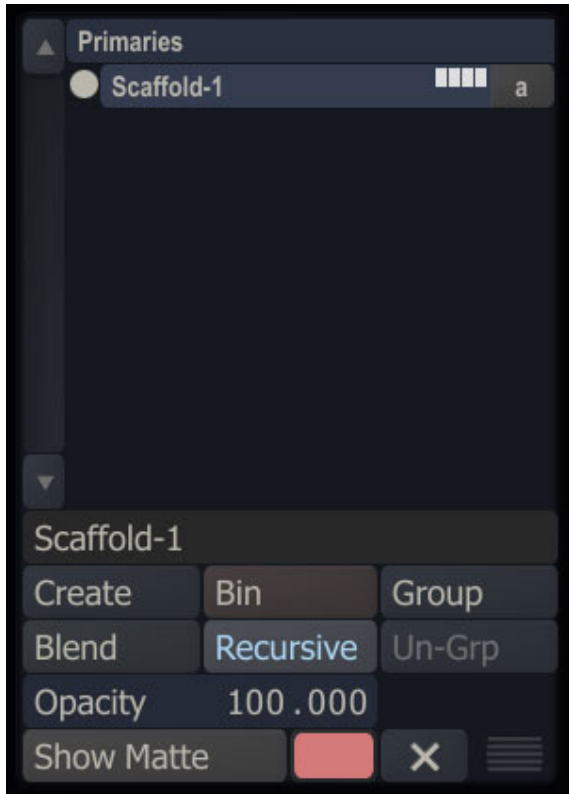 Primaries
Scaffold-1 a
Scaffold-1
Create Bin Group
Blend Recursive Un-Grp
Opacity 100.000
Show Matte